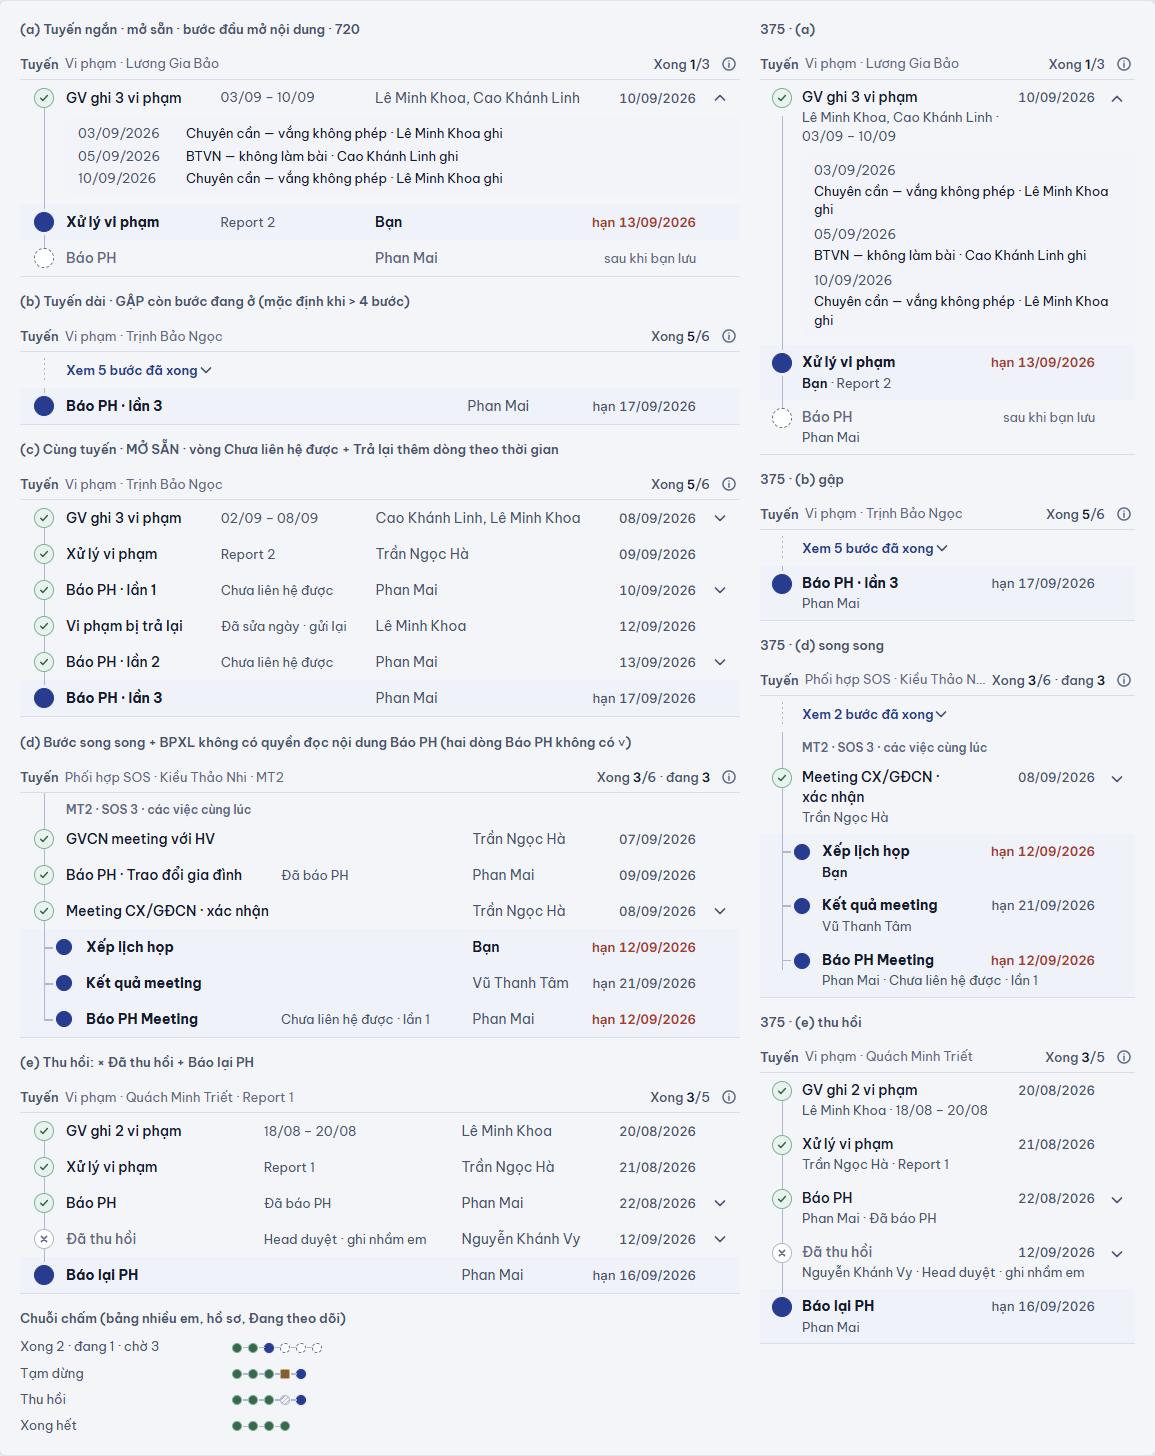 (a) Tuyến ngắn · mở sẵn · bước đầu mở nội dung · 720
Tuyến Vi phạm · Lương Gia Bảo Xong 1/3
GV ghi 3 vi phạm 03/09 – 10/09 Lê Minh Khoa, Cao Khánh Linh 10/09/2026
03/09/2026 Chuyên cần — vắng không phép · Lê Minh Khoa ghi
05/09/2026 BTVN — không làm bài · Cao Khánh Linh ghi
10/09/2026 Chuyên cần — vắng không phép · Lê Minh Khoa ghi
Xử lý vi phạm Report 2 Bạn hạn 13/09/2026
Báo PH Phan Mai sau khi bạn lưu
(b) Tuyến dài · GẬP còn bước đang ở (mặc định khi > 4 bước)
Tuyến Vi phạm · Trịnh Bảo Ngọc Xong 5/6
Xem 5 bước đã xong
Báo PH · lần 3 Phan Mai hạn 17/09/2026
(c) Cùng tuyến · MỞ SẴN · vòng Chưa liên hệ được + Trả lại thêm dòng theo thời gian
Tuyến Vi phạm · Trịnh Bảo Ngọc Xong 5/6
GV ghi 3 vi phạm 02/09 – 08/09 Cao Khánh Linh, Lê Minh Khoa 08/09/2026
Xử lý vi phạm Report 2 Trần Ngọc Hà 09/09/2026
Báo PH · lần 1 Chưa liên hệ được Phan Mai 10/09/2026
Vi phạm bị trả lại Đã sửa ngày · gửi lại Lê Minh Khoa 12/09/2026
Báo PH · lần 2 Chưa liên hệ được Phan Mai 13/09/2026
Báo PH · lần 3 Phan Mai hạn 17/09/2026
(d) Bước song song + BPXL không có quyền đọc nội dung Báo PH (hai dòng Báo PH không có ˅)
Tuyến Phối hợp SOS · Kiều Thảo Nhi · MT2 Xong 3/6 · đang 3
MT2 · SOS 3 · các việc cùng lúc
GVCN meeting với HV Trần Ngọc Hà 07/09/2026
Báo PH · Trao đổi gia đình Đã báo PH Phan Mai 09/09/2026
Meeting CX/GĐCN · xác nhận Trần Ngọc Hà 08/09/2026
Xếp lịch họp Bạn hạn 12/09/2026
Kết quả meeting Vũ Thanh Tâm hạn 21/09/2026
Báo PH Meeting Chưa liên hệ được · lần 1 Phan Mai hạn 12/09/2026
(e) Thu hồi: × Đã thu hồi + Báo lại PH
Tuyến Vi phạm · Quách Minh Triết · Report 1 Xong 3/5
GV ghi 2 vi phạm 18/08 – 20/08 Lê Minh Khoa 20/08/2026
Xử lý vi phạm Report 1 Trần Ngọc Hà 21/08/2026
Báo PH Đã báo PH Phan Mai 22/08/2026
Đã thu hồi Head duyệt · ghi nhầm em Nguyễn Khánh Vy 12/09/2026
Báo lại PH Phan Mai hạn 16/09/2026
Chuỗi chấm (bảng nhiều em, hồ sơ, Đang theo dõi)
Xong 2 · đang 1 · chờ 3
Tạm dừng
Thu hồi
Xong hết
375 · (a)
Tuyến Vi phạm · Lương Gia Bảo Xong 1/3
GV ghi 3 vi phạm 10/09/2026
Lê Minh Khoa, Cao Khánh Linh ·
03/09 – 10/09
03/09/2026
Chuyên cần — vắng không phép · Lê Minh Khoa
ghi
05/09/2026
BTVN — không làm bài · Cao Khánh Linh ghi
10/09/2026
Chuyên cần — vắng không phép · Lê Minh Khoa
ghi
Xử lý vi phạm hạn 13/09/2026
Bạn · Report 2
Báo PH sau khi bạn lưu
Phan Mai
375 · (b) gập
Tuyến Vi phạm · Trịnh Bảo Ngọc Xong 5/6
Xem 5 bước đã xong
Báo PH · lần 3 hạn 17/09/2026
Phan Mai
375 · (d) song song
Tuyến Phối hợp SOS · Kiều Thảo N... Xong 3/6 · đang 3
Xem 2 bước đã xong
MT2 · SOS 3 · các việc cùng lúc
Meeting CX/GĐCN · 08/09/2026
xác nhận
Trần Ngọc Hà
Xếp lịch họp hạn 12/09/2026
Bạn
Kết quả meeting hạn 21/09/2026
Vũ Thanh Tâm
Báo PH Meeting hạn 12/09/2026
Phan Mai · Chưa liên hệ được · lần 1
375 · (e) thu hồi
Tuyến Vi phạm · Quách Minh Triết Xong 3/5
GV ghi 2 vi phạm 20/08/2026
Lê Minh Khoa · 18/08 – 20/08
Xử lý vi phạm 21/08/2026
Trần Ngọc Hà · Report 1
Báo PH 22/08/2026
Phan Mai · Đã báo PH
Đã thu hồi 12/09/2026
Nguyễn Khánh Vy · Head duyệt · ghi nhầm em
Báo lại PH hạn 16/09/2026
Phan Mai